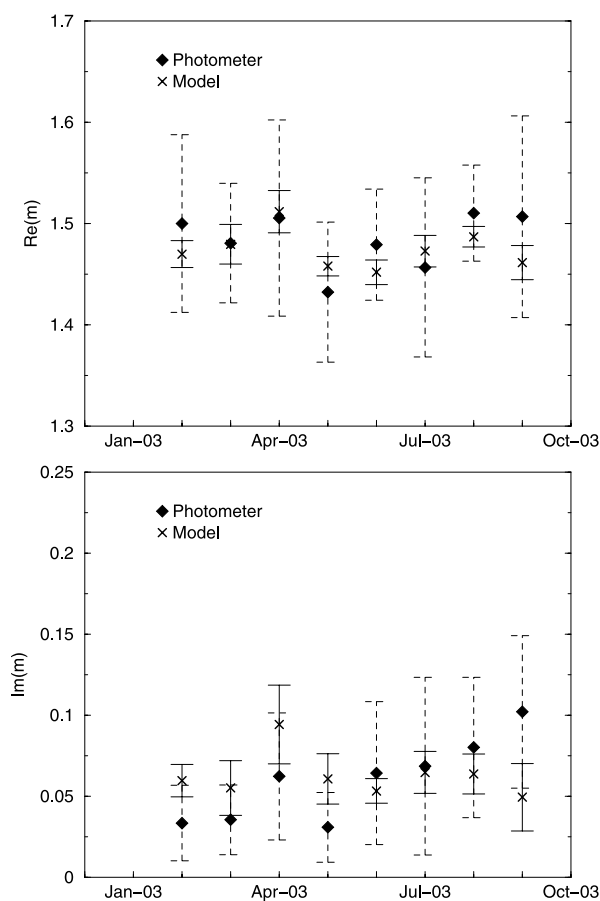 1.7
Photometer
Model
1.6
Re(m)
1.5
1.4
1.3
Jan−03 Apr−03 Jul−03 Oct−03
0.25
Photometer
Model
0.2
0.15
Im(m)
0.1
0.05
0
Jan−03 Apr−03 Jul−03 Oct−03